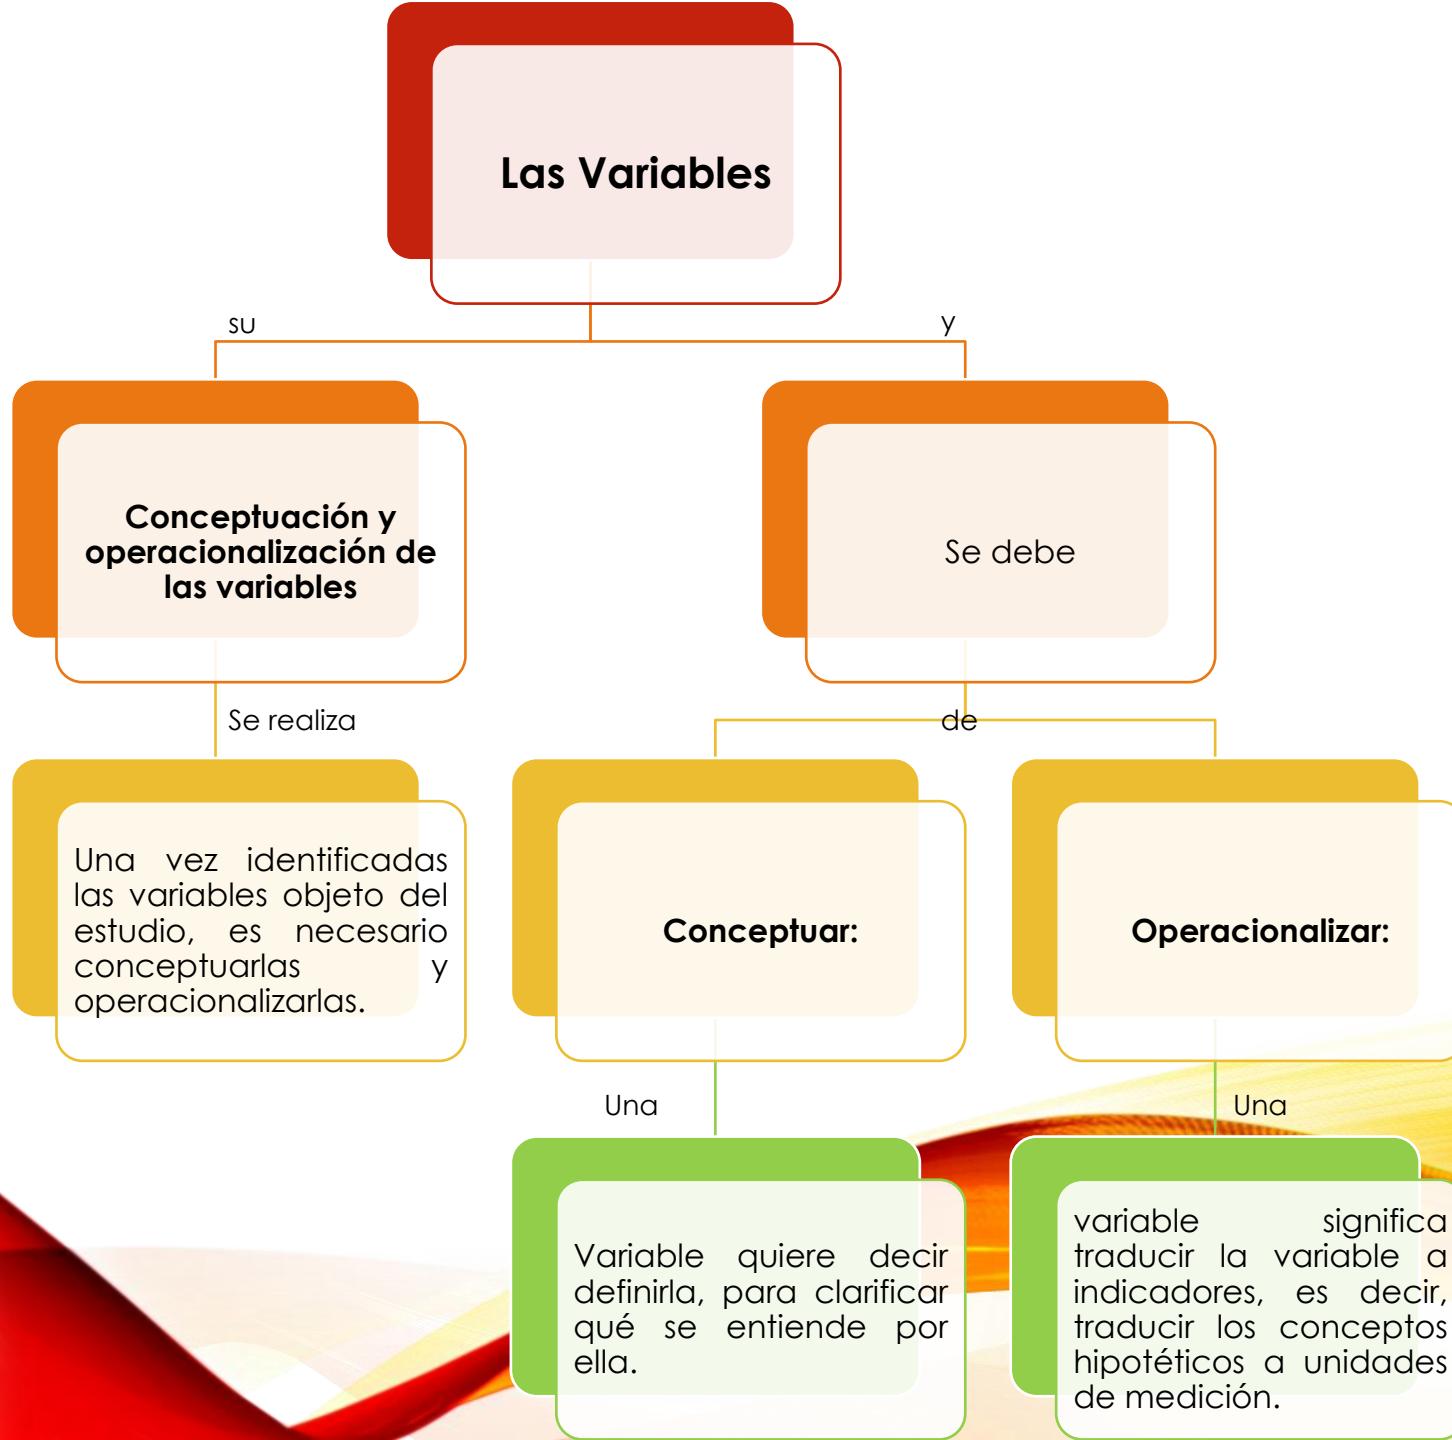 Las Variables
su
y
Conceptuación y
operacionalización de
las variables
Se debe
Se realiza
de
Una vez identificadas
las variables objeto del
estudio, es necesario
conceptuarlas y
operacionalizarlas.
Conceptuar:
Operacionalizar:
Una
Una
Variable quiere decir
definirla, para clarificar
qué se entiende por
ella.
variable significa
traducir la variable a
indicadores, es decir,
traducir los conceptos
hipotéticos a unidades
de medición.